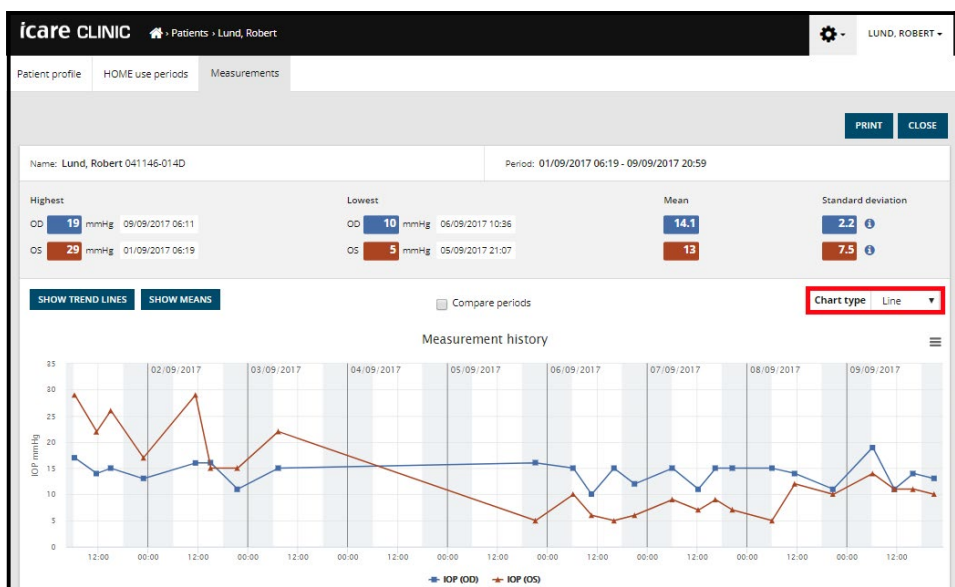 icare CLINIC › Patients › Lund, Robert LUND, ROBERT
Patient profile HOME use periods Measurements
PRINT CLOSE
Name: Lund, Robert 041146-014D Period: 01/09/2017 06:19 - 09/09/2017 20:59
Highest Lowest Mean Standard deviation
OD 19 mmHg 09/09/2017 06:11 OD 10 mmHg 06/09/2017 10:36 14.1 2.2
OS 29 mmHg 01/09/2017 06:19 OS 5 mmHg 05/09/2017 21:07 13 7.5
SHOW TREND LINES SHOW MEANS Compare periods Chart type Line
Measurement history
35 02/09/2017 03/09/2017 04/09/2017 05/09/2017 06/09/2017 07/09/2017 08/09/2017 09/09/2017
30
25
20
15
10
5
0
IOP mmHg
12:00 00:00 12:00 00:00 12:00 00:00 12:00 00:00 12:00 00:00 12:00 00:00 12:00 00:00 12:00 00:00 12:00
IOP (OD) IOP (OS)